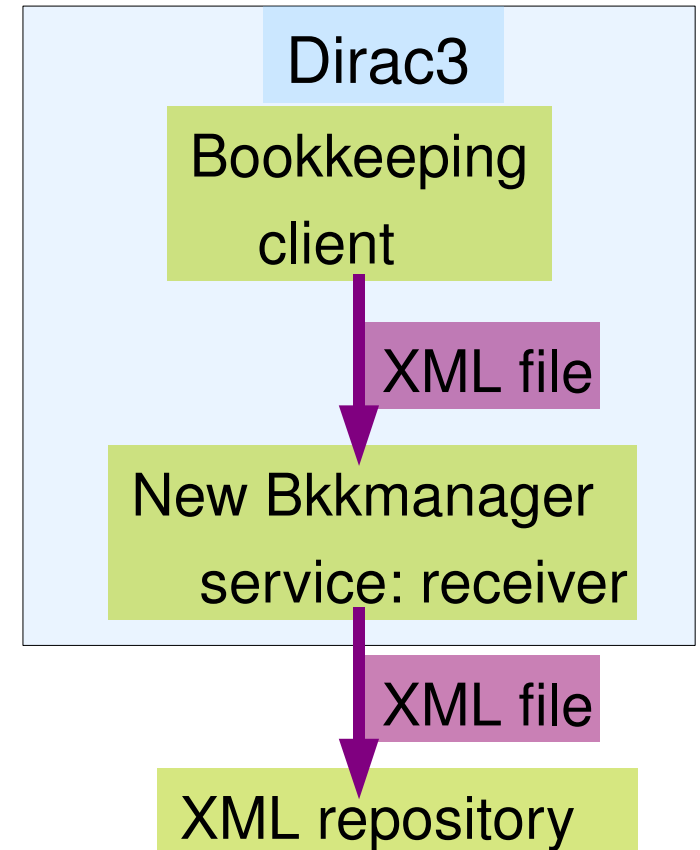 Dirac3
Bookkeeping
client
XML file
New Bkkmanager
service: receiver
XML file
XML repository